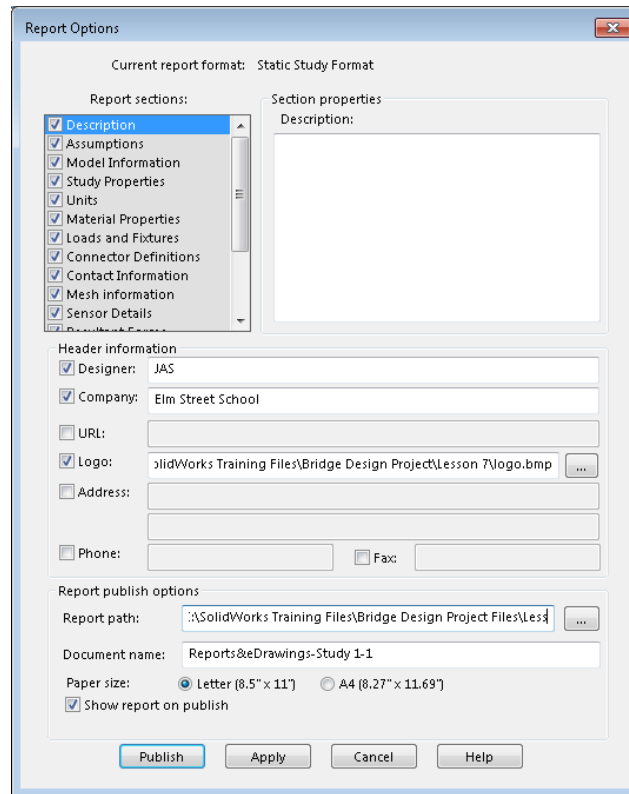 Report Options
Current report format: Static Study Format
Report sections:
Description
Assumptions
Model Information
Study Properties
Units
Material Properties
Loads and Fixtures
Connector Definitions
Contact Information
Mesh information
Sensor Details
Section properties
Description:
Header information
Designer: JAS
Company: Elm Street School
URL:
Logo: olidWorks Training Files\Bridge Design Project\Lesson 7\logo.bmp ...
Address:
Phone: Fax:
Report publish options
Report path: :\SolidWorks Training Files\Bridge Design Project Files\Less ...
Document name: Reports&eDrawings-Study 1-1
Paper size: Letter (8.5" x 11") A4 (8.27" x 11.69")
Show report on publish
Publish Apply Cancel Help